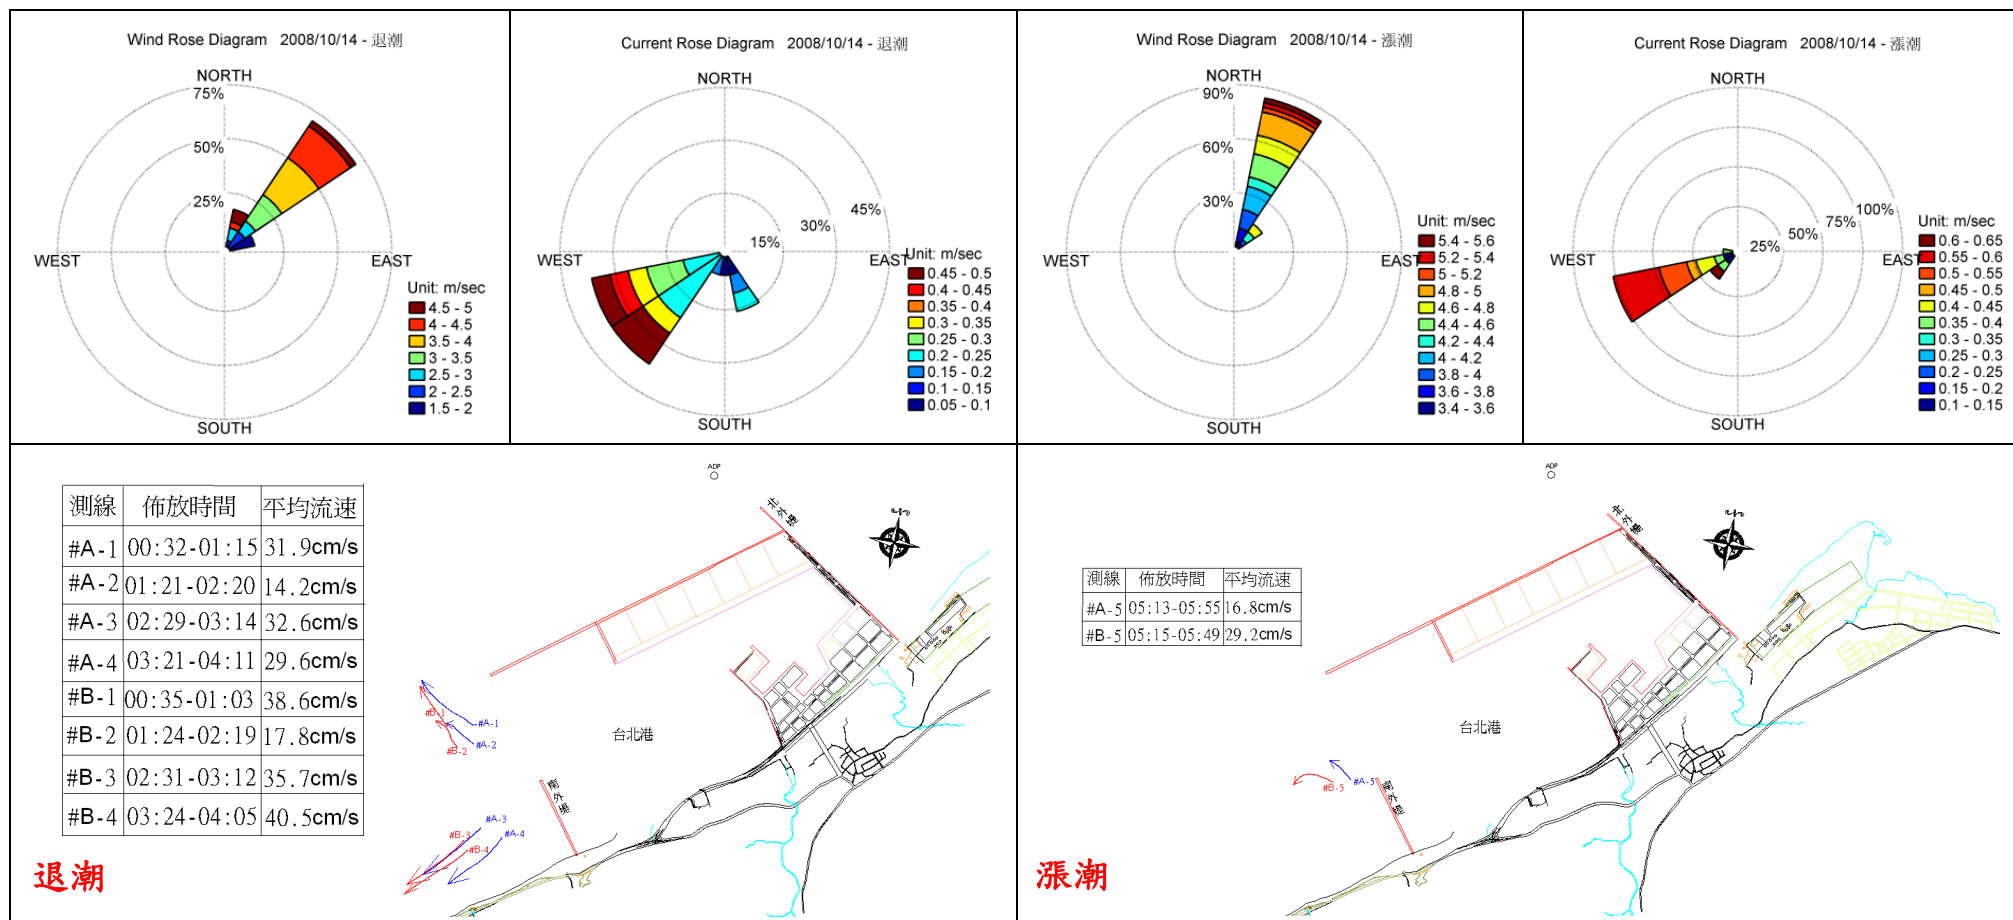 Wind Rose Diagram 2008/10/14 - 退潮
NORTH
75%
50%
25%
WEST
EAST
SOUTH
Unit: m/sec
4.5 - 5
4 - 4.5
3.5 - 4
3 - 3.5
2.5 - 3
2 - 2.5
1.5 - 2
Current Rose Diagram 2008/10/14 - 退潮
NORTH
45%
30%
15%
WEST
EAST
SOUTH
Unit: m/sec
0.45 - 0.5
0.4 - 0.45
0.35 - 0.4
0.3 - 0.35
0.25 - 0.3
0.2 - 0.25
0.15 - 0.2
0.1 - 0.15
0.05 - 0.1
Wind Rose Diagram 2008/10/14 - 漲潮
NORTH
90%
60%
30%
WEST
EAST
SOUTH
Unit: m/sec
5.4 - 5.6
5.2 - 5.4
5 - 5.2
4.8 - 5
4.6 - 4.8
4.4 - 4.6
4.2 - 4.4
4 - 4.2
3.8 - 4
3.6 - 3.8
3.4 - 3.6
Current Rose Diagram 2008/10/14 - 漲潮
NORTH
100%
75%
50%
25%
WEST
EAST
SOUTH
Unit: m/sec
0.6 - 0.65
0.55 - 0.6
0.5 - 0.55
0.45 - 0.5
0.4 - 0.45
0.35 - 0.4
0.3 - 0.35
0.25 - 0.3
0.2 - 0.25
0.15 - 0.2
0.1 - 0.15
測線 佈放時間 平均流速
#A-1 00:32-01:15 31.9cm/s
#A-2 01:21-02:20 14.2cm/s
#A-3 02:29-03:14 32.6cm/s
#A-4 03:21-04:11 29.6cm/s
#B-1 00:35-01:03 38.6cm/s
#B-2 01:24-02:19 17.8cm/s
#B-3 02:31-03:12 35.7cm/s
#B-4 03:24-04:05 40.5cm/s
退潮
ADP
北外堤
#B-1
#A-1
#A-2
#B-2
台北港
南外堤
#A-3
#B-3
#A-4
#B-4
測線 佈放時間 平均流速
#A-5 05:13-05:55 16.8cm/s
#B-5 05:15-05:49 29.2cm/s
漲潮
ADP
北外堤
台北港
#A-5
#B-5
南外堤